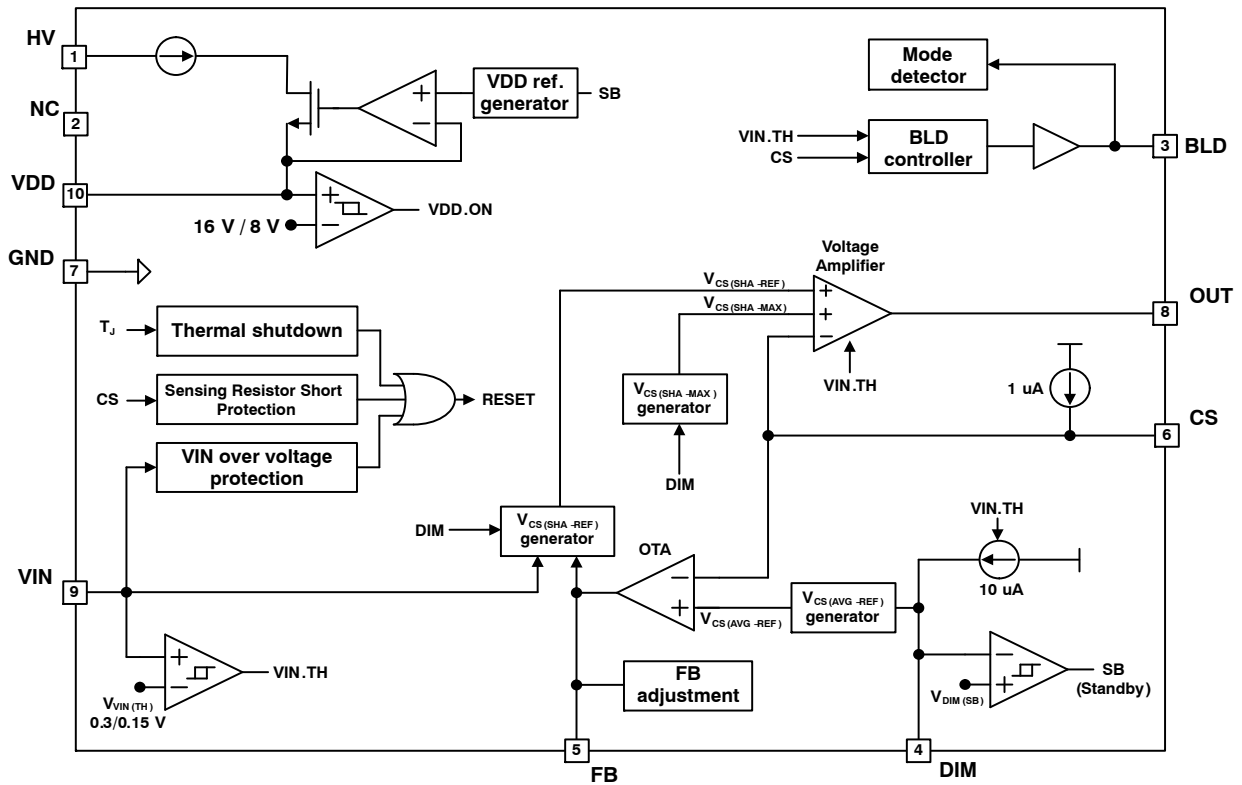 HV
1
NC
2
VDD
10
VDD ref.
generator
SB
+
−
+
−
16 V / 8 V
VDD.ON
GND
7
Mode
detector
VIN.TH
CS
BLD
controller
3
BLD
Voltage
Amplifier
VCS(SHA -REF)
VCS(SHA -MAX)
+
+
−
VIN.TH
8
OUT
TJ
Thermal shutdown
CS
Sensing Resistor Short
Protection
VIN over voltage
protection
RESET
VCS(SHA -MAX)
generator
DIM
1 uA
6
CS
DIM
VCS(SHA -REF)
generator
VIN
9
OTA
−
+
VCS(AVG -REF)
VCS(AVG -REF)
generator
VIN.TH
10 uA
+
−
VIN.TH
VVIN(TH)
0.3/0.15 V
FB
adjustment
−
+
VDIM(SB)
SB
(Standby)
5
FB
4
DIM